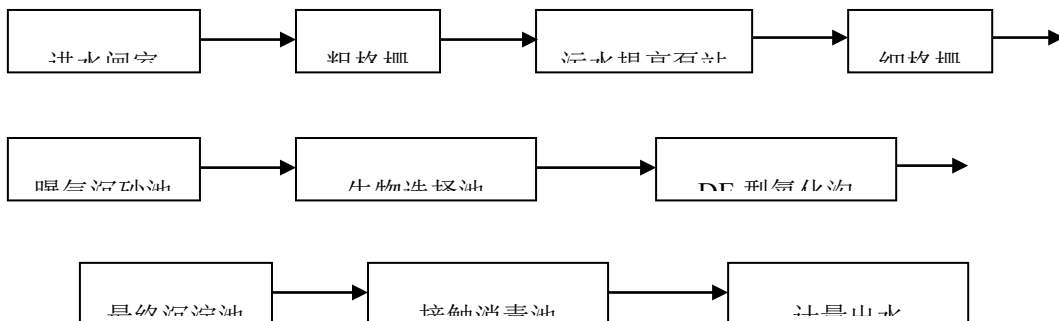 进水闸室 粗格栅 污水提高泵站 细格栅
曝气沉砂池 生物选择池 DE 型氧化沟
最终沉淀池 接触消毒池 计量出水